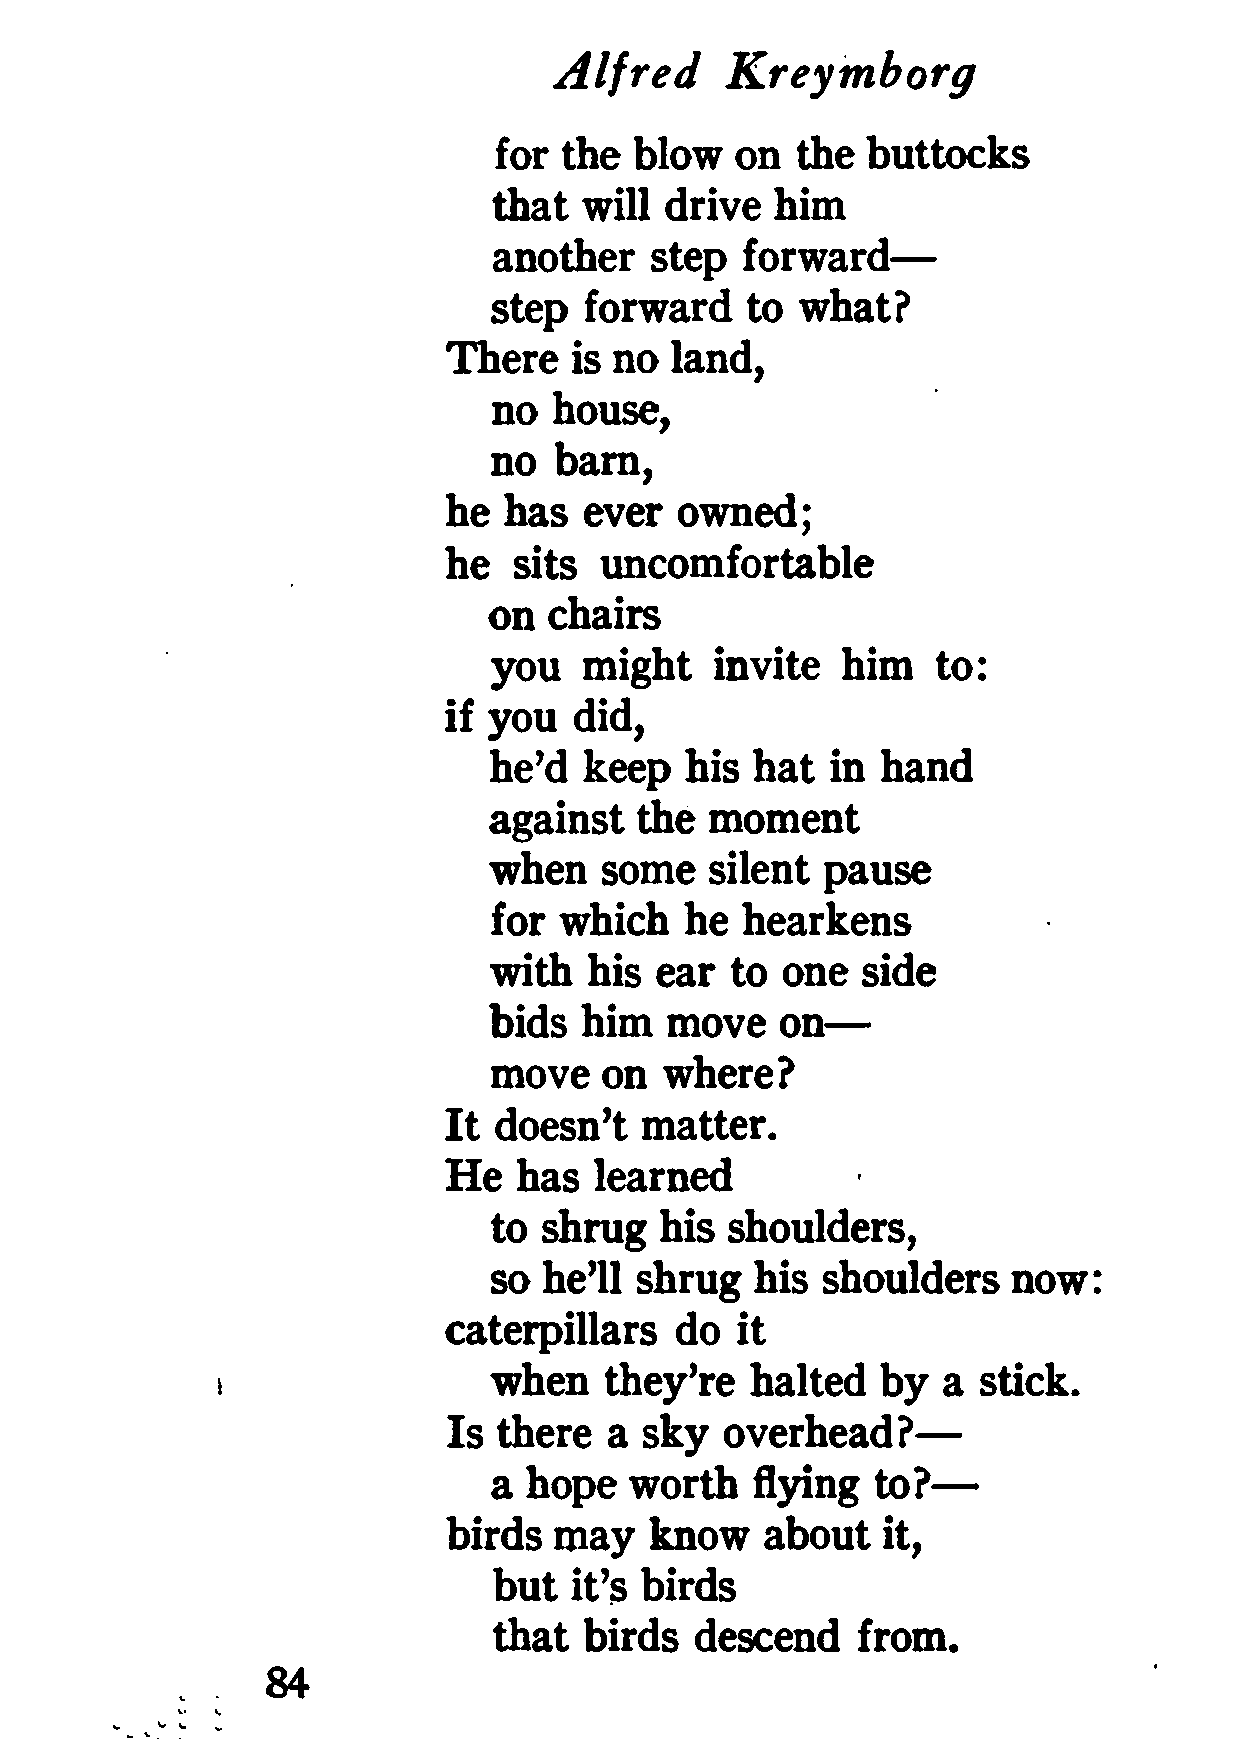 Alfred Kreymborg
for the blow on the buttocks
that will drive him
another step forward—
step forward to what?
There is no land,
no house,
no barn,
he has ever owned;
he sits uncomfortable
on chairs
you might invite him to:
if you did,
he'd keep his hat in hand
against the moment
when some silent pause
for which he hearkens
with his ear to one side
bids him move on—
move on where?
It doesn't matter.
He has learned
to shrug his shoulders,
so he'll shrug his shoulders now:
caterpillars do it
when they're halted by a stick.
Is there a sky overhead?—
a hope worth flying to?—
birds may know about it,
but it's birds
that birds descend from.
84